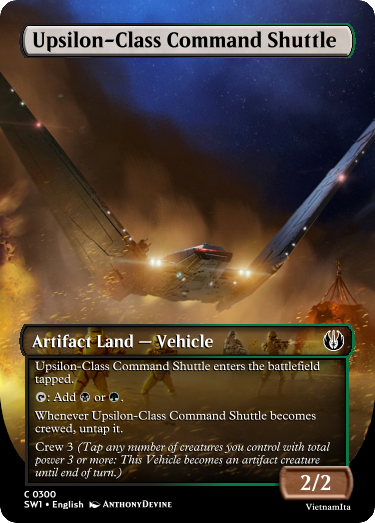 Upsilon-Class Command Shuttle
Artifact Land — Vehicle
Upsilon-Class Command Shuttle enters the battlefield
tapped.
: Add or .
Whenever Upsilon-Class Command Shuttle becomes
crewed, untap it.
Crew 3 (Tap any number of creatures you control with total
power 3 or more: This Vehicle becomes an artifact creature
until end of turn.)
2/2
C 0300
SW1 • English AnthonyDevine
VietnamIta